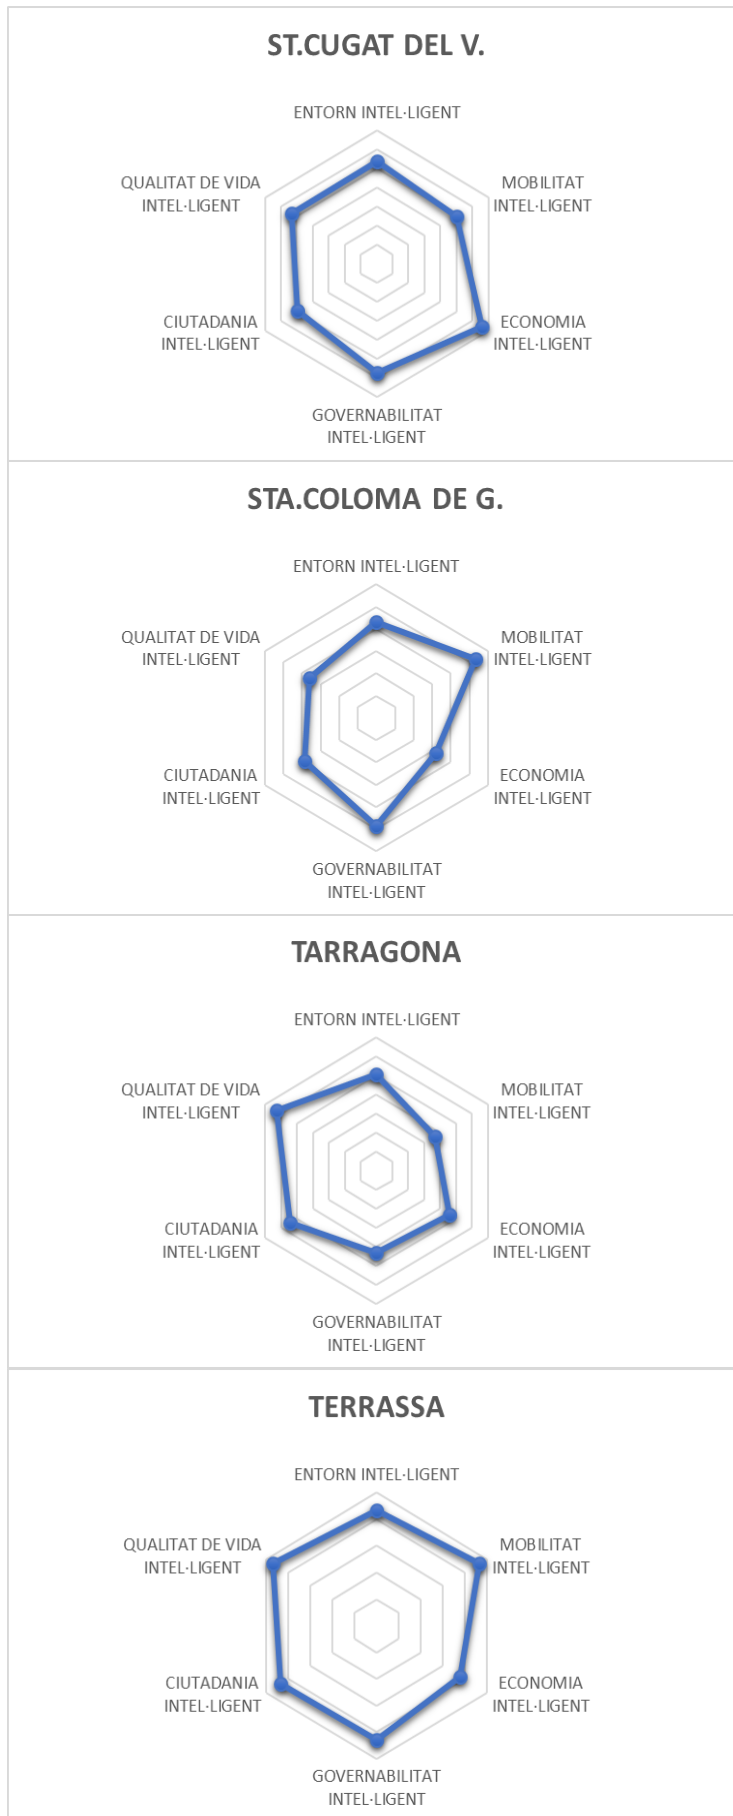 ST.CUGAT DEL V.
ENTORN INTEL·LIGENT
MOBILITAT
INTEL·LIGENT
ECONOMIA
INTEL·LIGENT
GOVERNABILITAT
INTEL·LIGENT
CIUTADANIA
INTEL·LIGENT
QUALITAT DE VIDA
INTEL·LIGENT
STA.COLOMA DE G.
ENTORN INTEL·LIGENT
MOBILITAT
INTEL·LIGENT
ECONOMIA
INTEL·LIGENT
GOVERNABILITAT
INTEL·LIGENT
CIUTADANIA
INTEL·LIGENT
QUALITAT DE VIDA
INTEL·LIGENT
TARRAGONA
ENTORN INTEL·LIGENT
MOBILITAT
INTEL·LIGENT
ECONOMIA
INTEL·LIGENT
GOVERNABILITAT
INTEL·LIGENT
CIUTADANIA
INTEL·LIGENT
QUALITAT DE VIDA
INTEL·LIGENT
TERRASSA
ENTORN INTEL·LIGENT
MOBILITAT
INTEL·LIGENT
ECONOMIA
INTEL·LIGENT
GOVERNABILITAT
INTEL·LIGENT
CIUTADANIA
INTEL·LIGENT
QUALITAT DE VIDA
INTEL·LIGENT